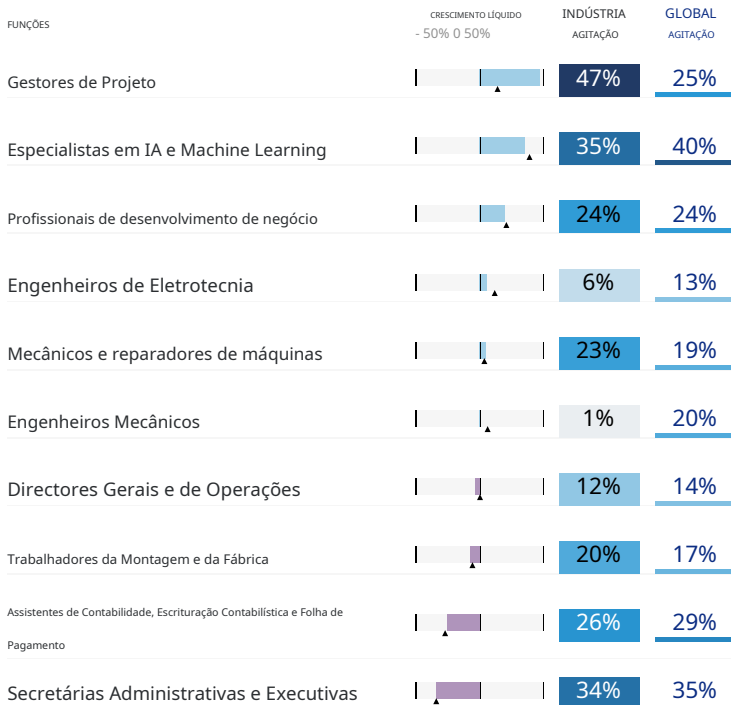 FUNÇÕES
CRESCIMENTO LÍQUIDO
- 50% 0 50%
INDÚSTRIA
AGITAÇÃO
GLOBAL
AGITAÇÃO
Gestores de Projeto 47% 25%
Especialistas em IA e Machine Learning 35% 40%
Profissionais de desenvolvimento de negócio 24% 24%
Engenheiros de Eletrotecnia 6% 13%
Mecânicos e reparadores de máquinas 23% 19%
Engenheiros Mecânicos 1% 20%
Directores Gerais e de Operações 12% 14%
Trabalhadores da Montagem e da Fábrica 20% 17%
Assistentes de Contabilidade, Escrituração Contabilística e Folha de
Pagamento
26% 29%
Secretárias Administrativas e Executivas 34% 35%